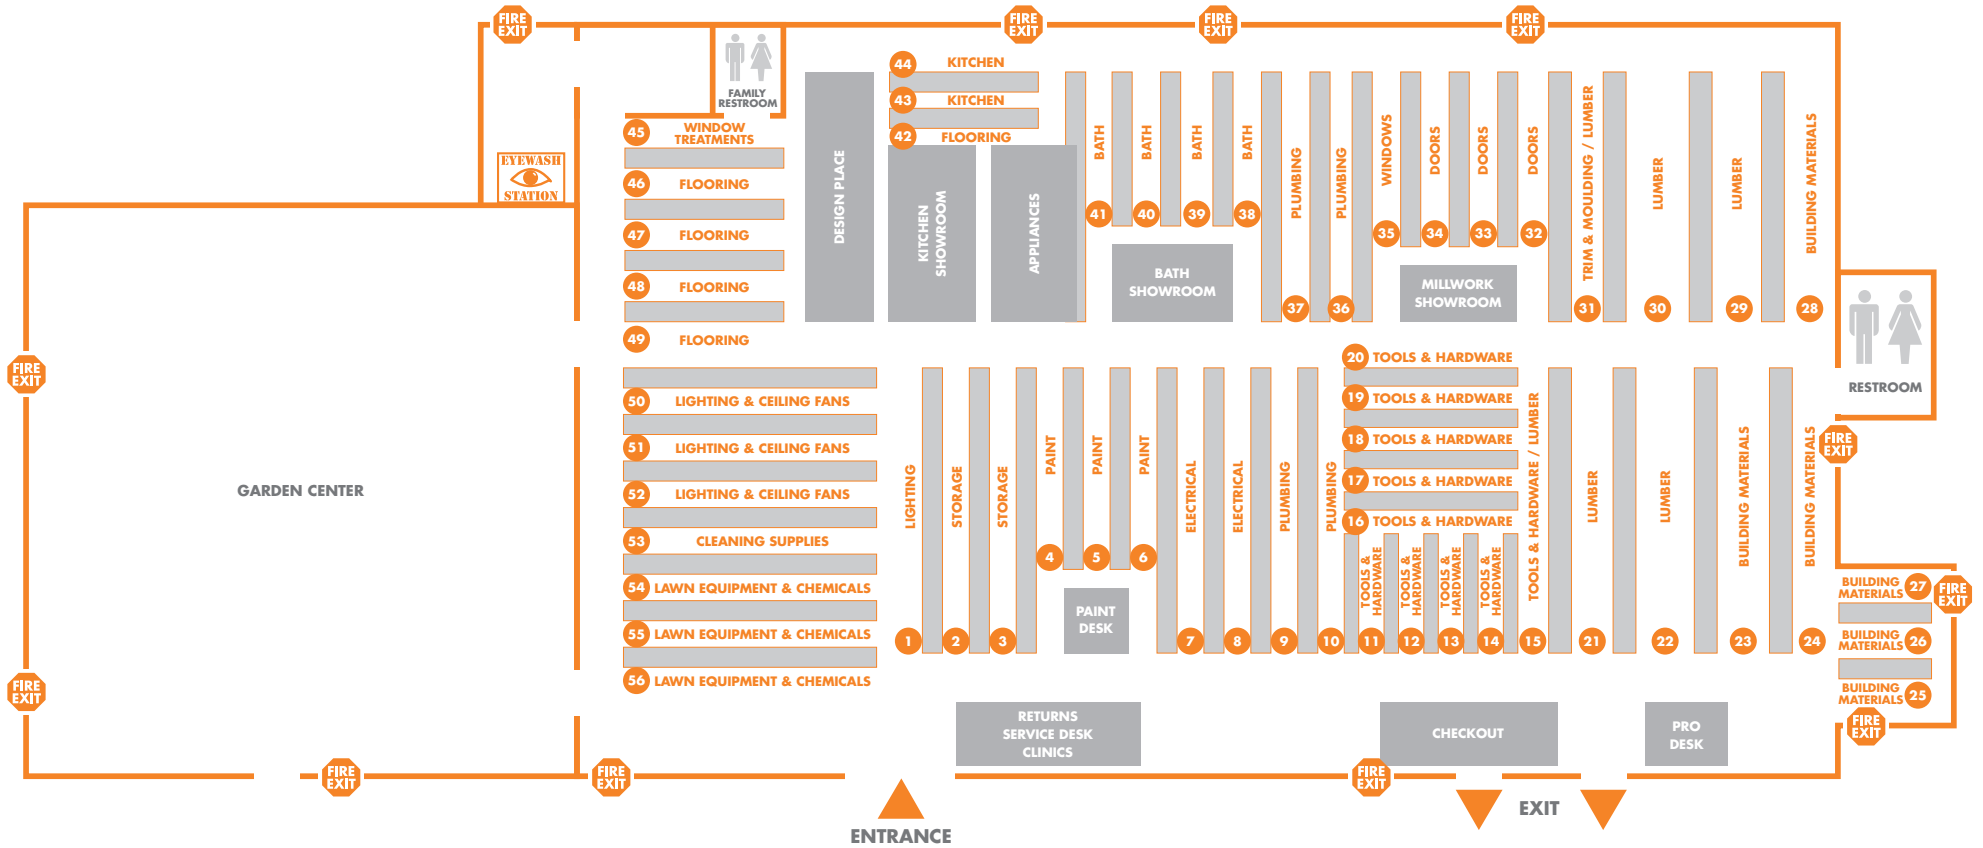 FIRE
EXIT
FIRE
EXIT
FIRE
EXIT
FIRE
EXIT
FAMILY
RESTROOM
EYEWASH
STATION
45 WINDOW
TREATMENTS
46 FLOORING
47 FLOORING
48 FLOORING
49 FLOORING
DESIGN PLACE
44 KITCHEN
43 KITCHEN
42 FLOORING
KITCHEN
SHOWROOM
APPLIANCES
BATH 41
BATH 40
BATH 39
BATH 38
BATH
SHOWROOM
PLUMBING 37
PLUMBING 36
WINDOWS 35
DOORS 34
DOORS 33
DOORS 32
MILLWORK
SHOWROOM
TRIM & MOULDING / LUMBER 31
LUMBER 30
LUMBER 29
BUILDING MATERIALS 28
RESTROOM
FIRE
EXIT
FIRE
EXIT
GARDEN CENTER
50 LIGHTING & CEILING FANS
51 LIGHTING & CEILING FANS
52 LIGHTING & CEILING FANS
53 CLEANING SUPPLIES
54 LAWN EQUIPMENT & CHEMICALS
55 LAWN EQUIPMENT & CHEMICALS
56 LAWN EQUIPMENT & CHEMICALS
LIGHTING 1
STORAGE 2
STORAGE 3
PAINT 4
PAINT 5
PAINT 6
PAINT
DESK
ELECTRICAL 7
ELECTRICAL 8
PLUMBING 9
PLUMBING 10
20 TOOLS & HARDWARE
19 TOOLS & HARDWARE
18 TOOLS & HARDWARE
17 TOOLS & HARDWARE
16 TOOLS & HARDWARE
TOOLS &
HARDWARE 11
TOOLS &
HARDWARE 12
TOOLS &
HARDWARE 13
TOOLS &
HARDWARE 14
TOOLS & HARDWARE / LUMBER 15
LUMBER 21
LUMBER 22
BUILDING MATERIALS 23
BUILDING MATERIALS 24
BUILDING
MATERIALS 27
BUILDING
MATERIALS 26
BUILDING
MATERIALS 25
FIRE
EXIT
FIRE
EXIT
FIRE
EXIT
RETURNS
SERVICE DESK
CLINICS
CHECKOUT
PRO
DESK
FIRE
EXIT
FIRE
EXIT
FIRE
EXIT
ENTRANCE
EXIT